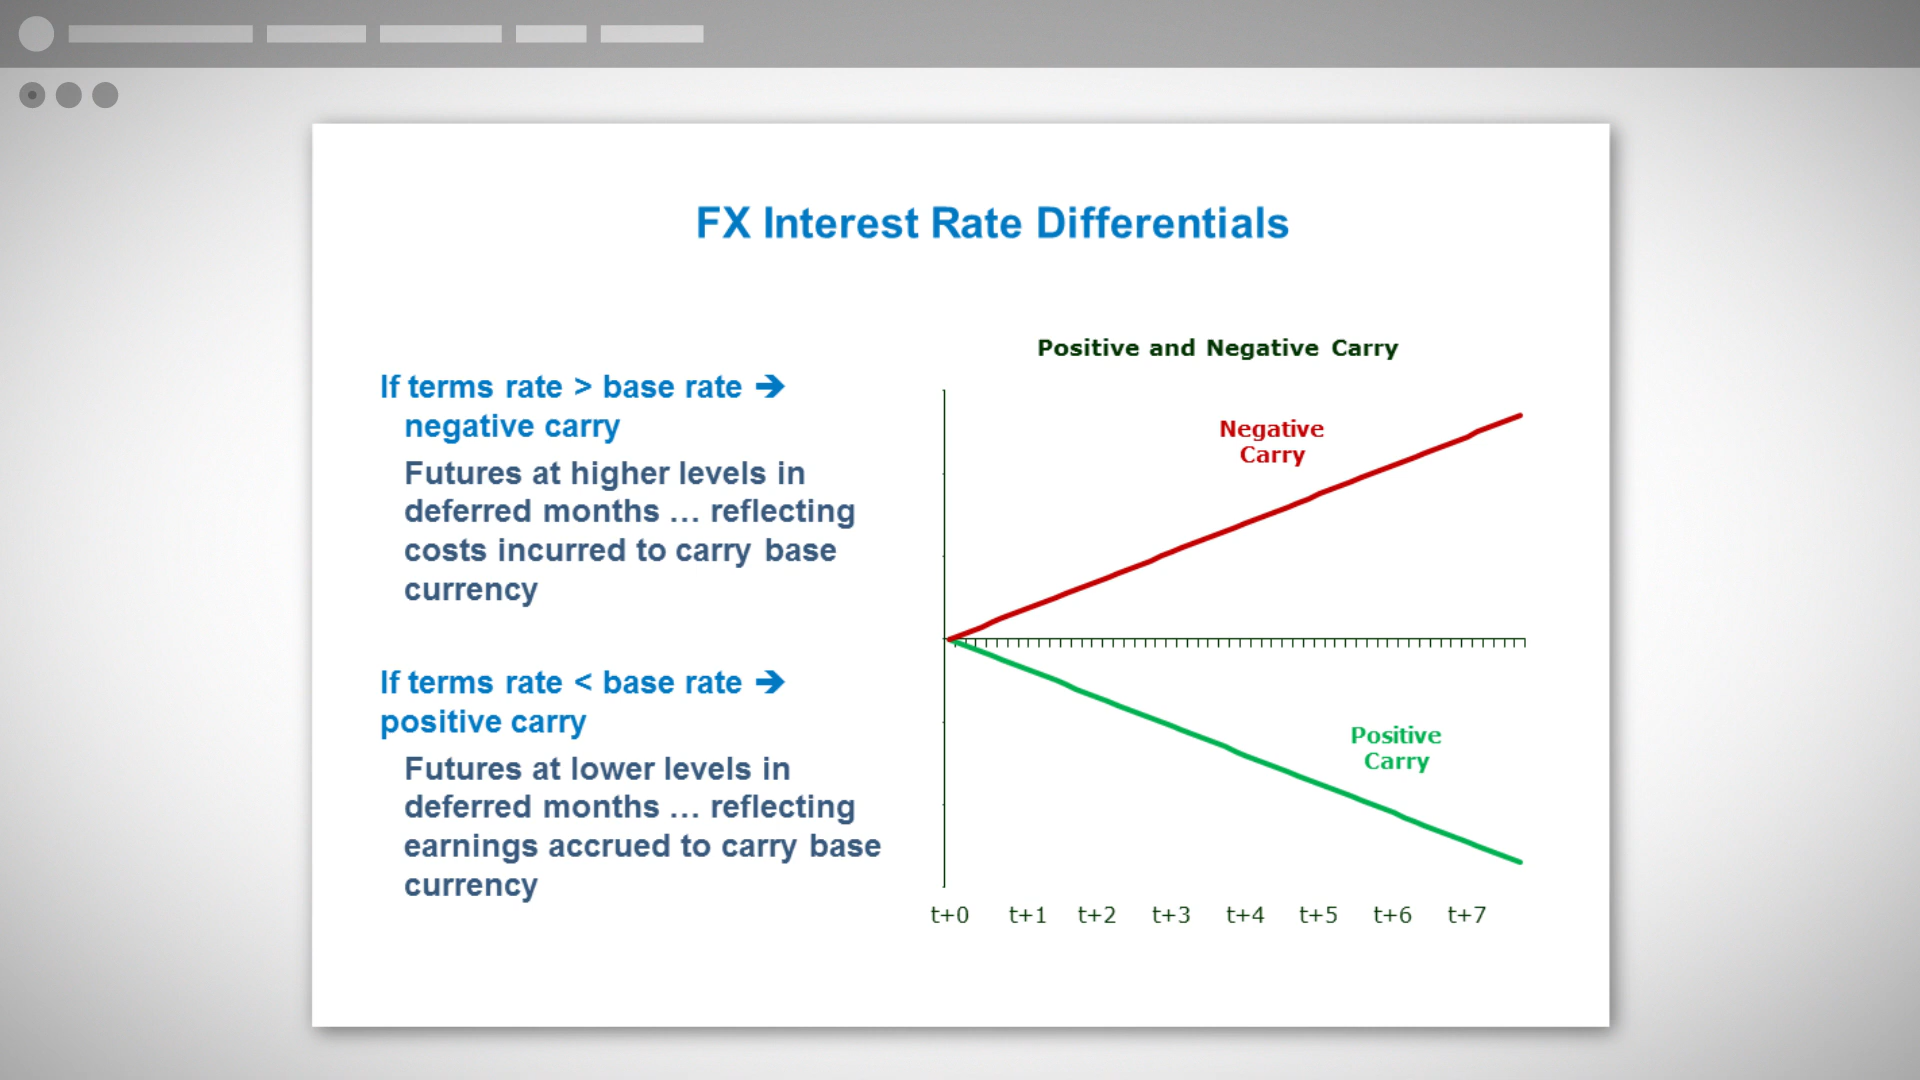 FX Interest Rate Differentials
If terms rate > base rate ➔
negative carry
Futures at higher levels in
deferred months … reflecting
costs incurred to carry base
currency
If terms rate < base rate ➔
positive carry
Futures at lower levels in
deferred months … reflecting
earnings accrued to carry base
currency
Positive and Negative Carry
Negative
Carry
Positive
Carry
t+0 t+1 t+2 t+3 t+4 t+5 t+6 t+7